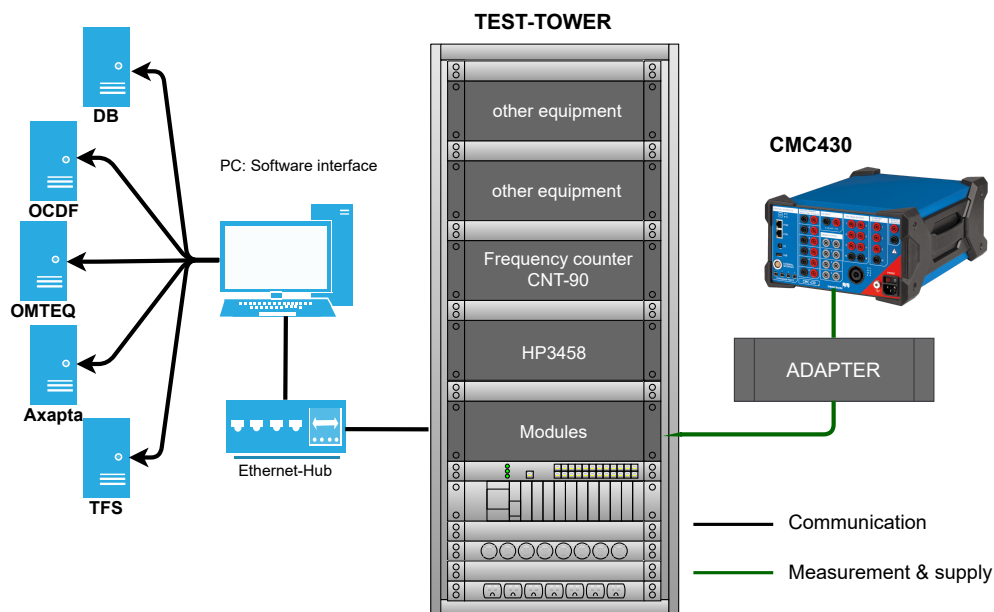 TEST-TOWER
DB
OCDF
OMTEQ
Axapta
TFS
PC: Software interface
Ethernet-Hub
other equipment
other equipment
Frequency counter
CNT-90
HP3458
Modules
CMC430
ADAPTER
Communication
Measurement & supply